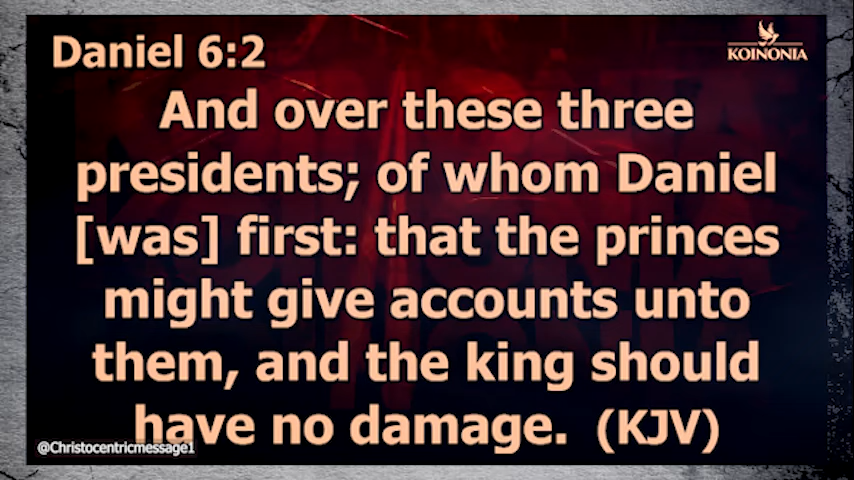 Daniel 6:2
KOINONIA
And over these three
presidents; of whom Daniel
[was] first: that the princes
might give accounts unto
them, and the king should
have no damage. (KJV)
@Christocentricmessage1